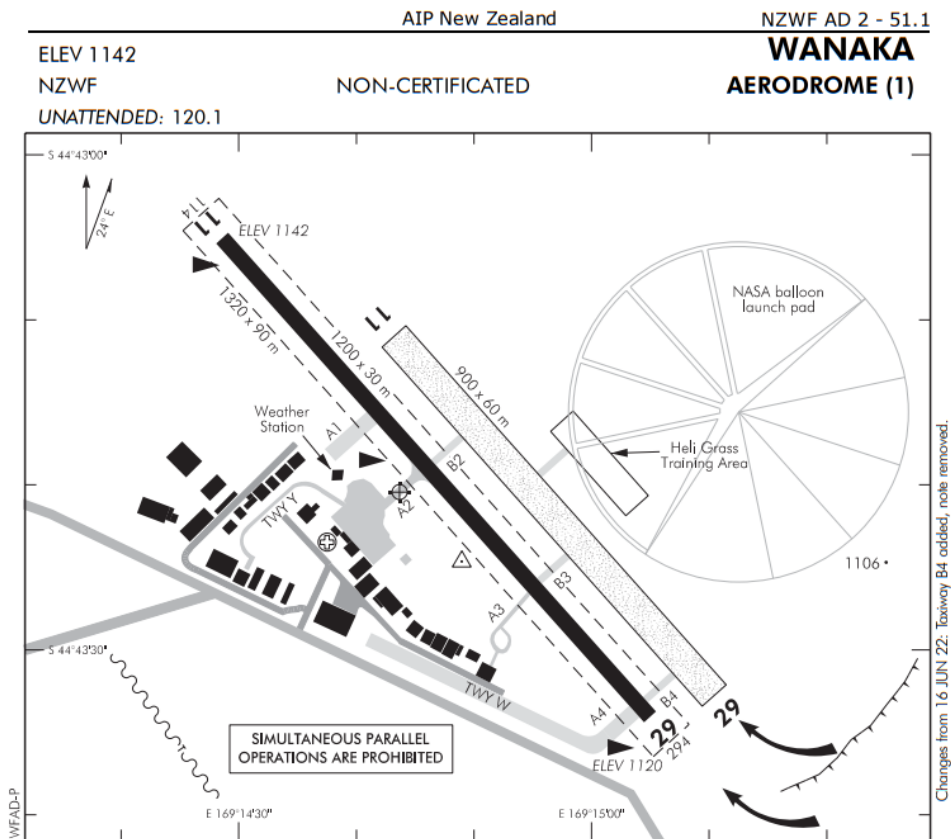 AIP New Zealand
NZWF AD 2 - 51.1
ELEV 1142
WANAKA
NZWF
NON-CERTIFICATED
AERODROME (1)
UNATTENDED: 120.1
S 44°43'00"
24° E
114
11
ELEV 1142
1320 x 90 m
1200 x 30 m
11
900 x 60 m
NASA balloon
launch pad
Weather
Station
A1
B2
Heli Grass
Training Area
A2
TWY Y
1106
B3
A3
S 44°43'30"
TWY W
A4
B4
29
29
294
ELEV 1120
SIMULTANEOUS PARALLEL
OPERATIONS ARE PROHIBITED
E 169°14'30"
E 169°15'00"
WFAD-P
Changes from 16 JUN 22: Taxiway B4 added, note removed.